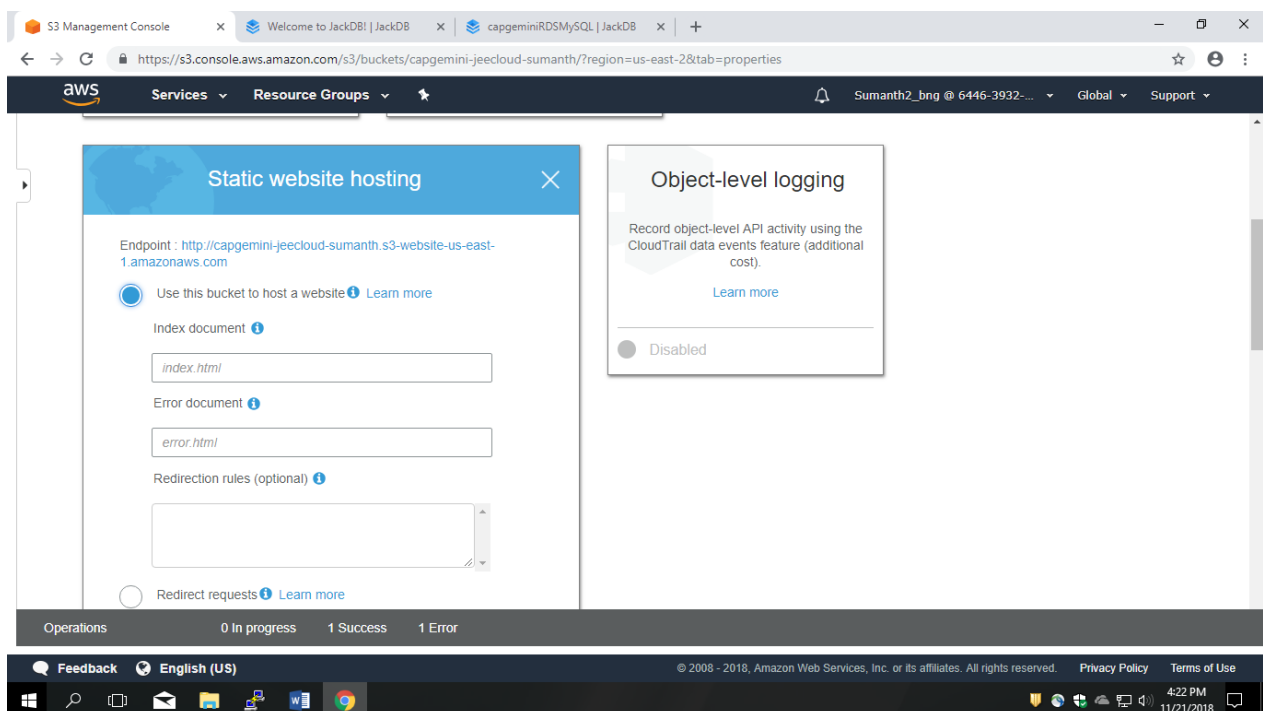 S3 Management Console
Welcome to JackDB! | JackDB
capgeminiRDSMySQL | JackDB
https://s3.console.aws.amazon.com/s3/buckets/capgemini-jeecloud-sumanth/?region=us-east-2&tab=properties
aws
Services
Resource Groups
Sumanth2_bng @ 6446-3932-...
Global
Support
Static website hosting
Endpoint : http://capgemini-jeecloud-sumanth.s3-website-us-east-
1.amazonaws.com
Use this bucket to host a website Learn more
Index document
index.html
Error document
error.html
Redirection rules (optional)
Redirect requests Learn more
Object-level logging
Record object-level API activity using the
CloudTrail data events feature (additional
cost).
Learn more
Disabled
Operations
0 In progress
1 Success
1 Error
Feedback
English (US)
© 2008 - 2018, Amazon Web Services, Inc. or its affiliates. All rights reserved.
Privacy Policy
Terms of Use
4:22 PM
11/21/2018